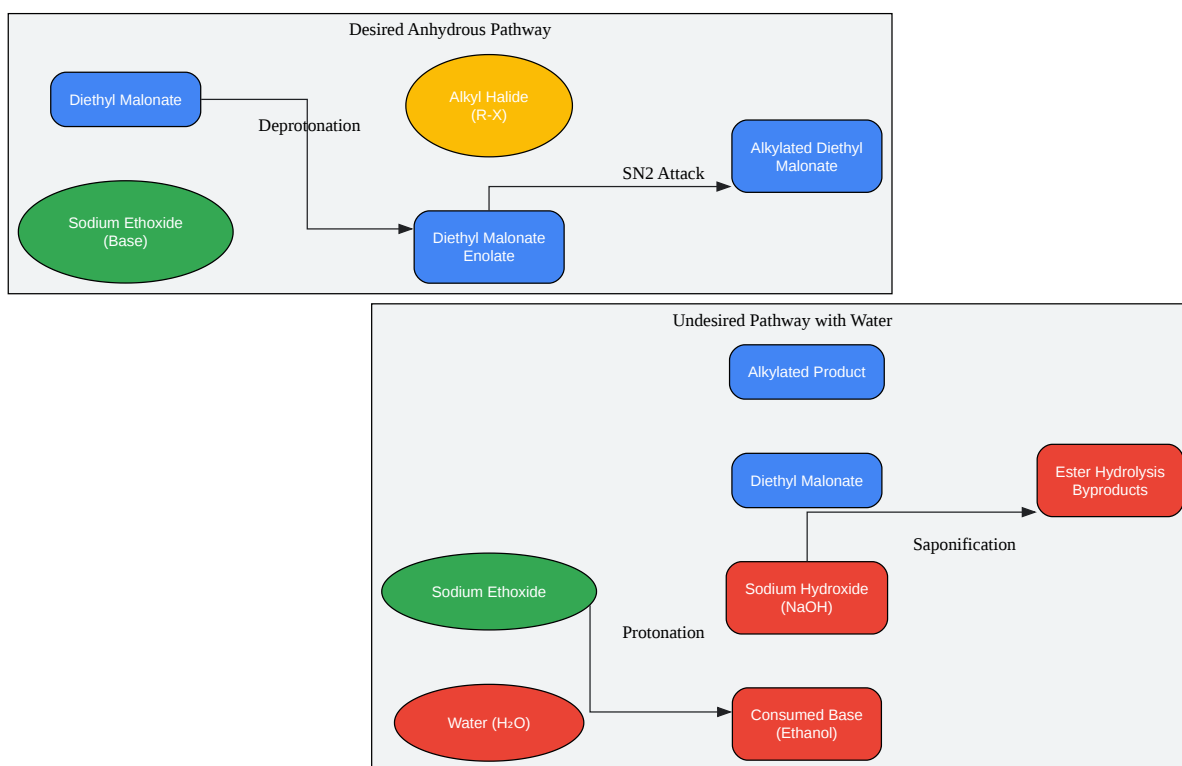 Desired Anhydrous Pathway
Diethyl Malonate
Alkyl Halide
(R-X)
Deprotonation
Alkylated Diethyl
Malonate
SN2 Attack
Sodium Ethoxide
(Base)
Diethyl Malonate
Enolate
Undesired Pathway with Water
Alkylated Product
Diethyl Malonate
Ester Hydrolysis
Byproducts
Saponification
Sodium Ethoxide
Sodium Hydroxide
(NaOH)
Protonation
Water (H₂O)
Consumed Base
(Ethanol)